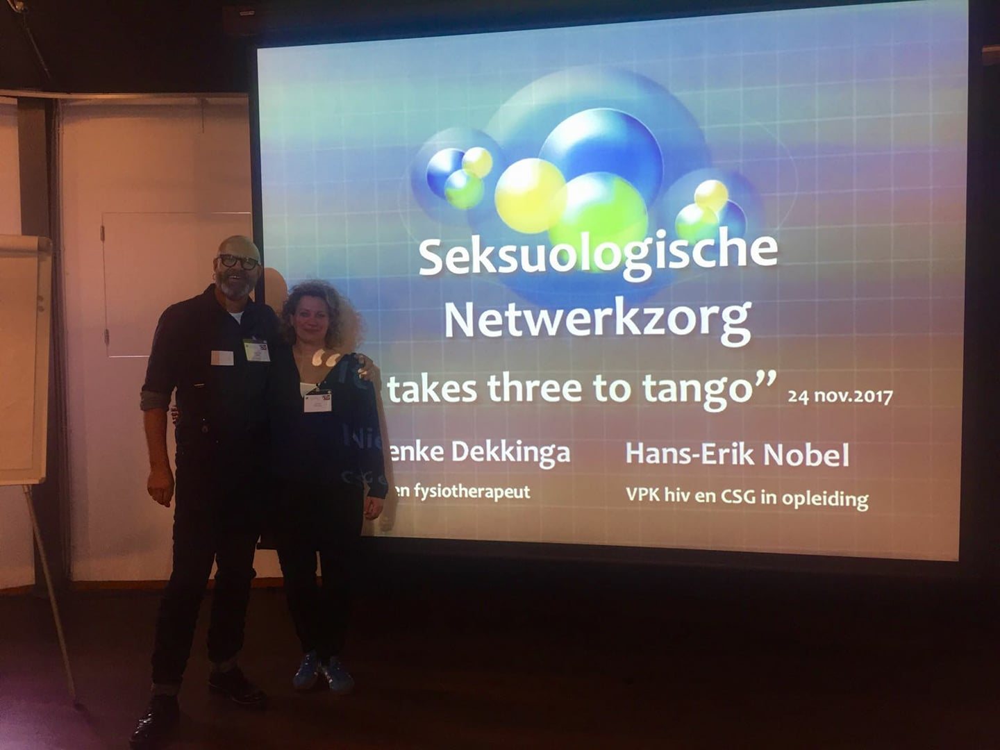 Seksuologische
Netwerkzorg
“It takes three to tango” 24 nov.2017
enke Dekkinga
Hans-Erik Nobel
en fysiotherapeut
VPK hiv en CSG in opleiding